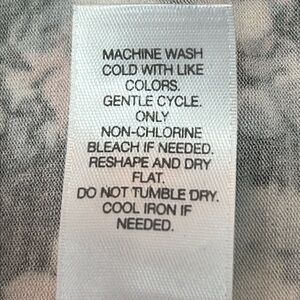 MACHINE WASH
COLD WITH LIKE
COLORS.
GENTLE CYCLE.
ONLY
NON-CHLORINE
BLEACH IF NEEDED.
RESHAPE AND DRY
FLAT.
DO NOT TUMBLE DRY.
COOL IRON IF
NEEDED.